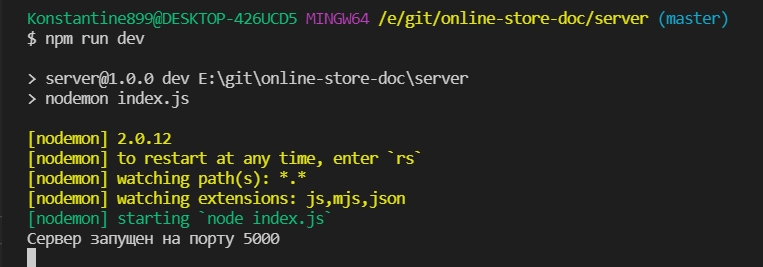 Konstantine899@DESKTOP-426UCD5 MINGW64 /e/git/online-store-doc/server (master)
$ npm run dev
> server@1.0.0 dev E:\git\online-store-doc\server
> nodemon index.js
[nodemon] 2.0.12
[nodemon] to restart at any time, enter `rs`
[nodemon] watching path(s): *.*
[nodemon] watching extensions: js,mjs,json
[nodemon] starting `node index.js`
Сервер запущен на порту 5000